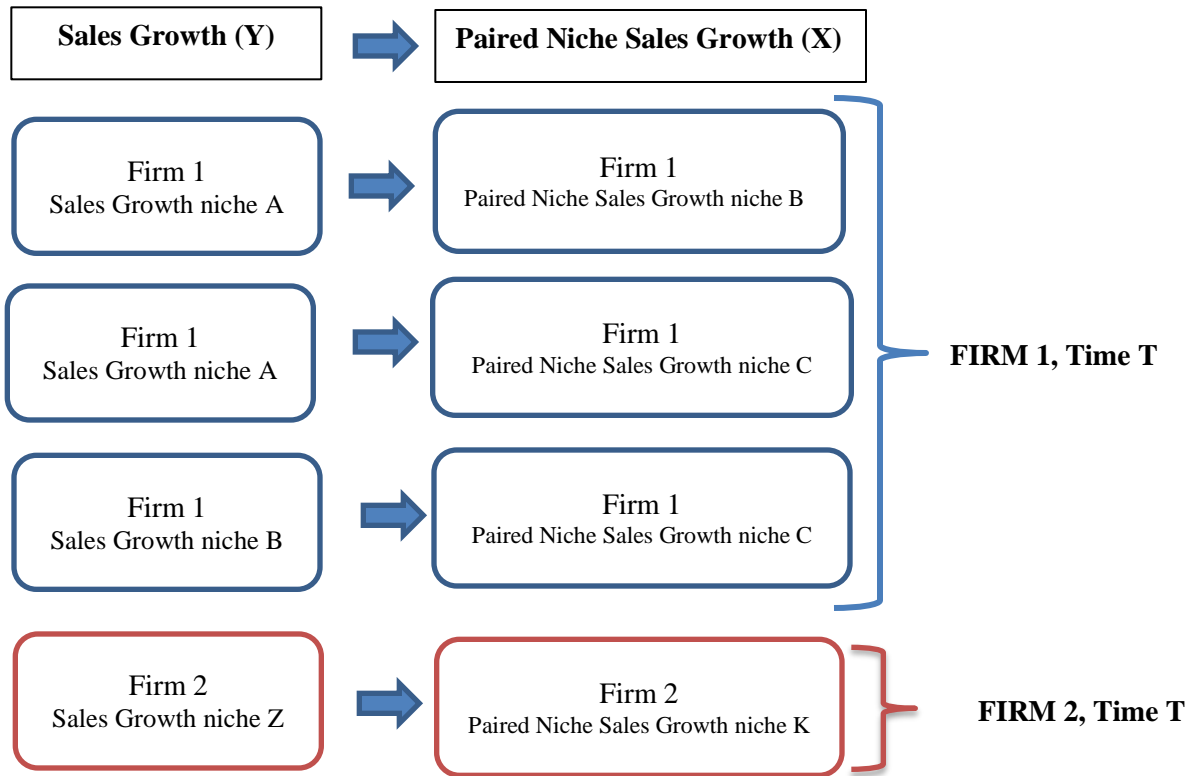 Sales Growth (Y)
Paired Niche Sales Growth (X)
Firm 1
Sales Growth niche A
Firm 1
Paired Niche Sales Growth niche B
Firm 1
Sales Growth niche A
Firm 1
Paired Niche Sales Growth niche C
FIRM 1, Time T
Firm 1
Sales Growth niche B
Firm 1
Paired Niche Sales Growth niche C
Firm 2
Sales Growth niche Z
Firm 2
Paired Niche Sales Growth niche K
FIRM 2, Time T